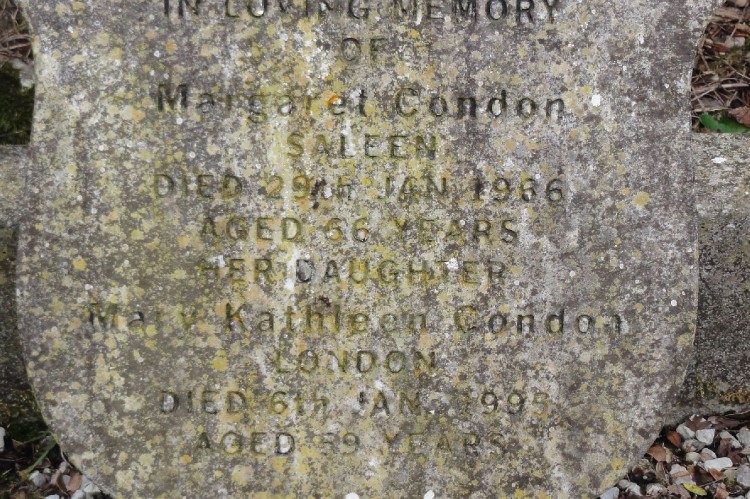 IN LOVING MEMORY
OF
Margaret Condon
SALEEN
DIED 29TH JAN 1966
AGED 66 YEARS
HER DAUGHTER
Mary Kathleen Condon
LONDON
DIED 6TH JAN. 1995
AGED 59 YEARS